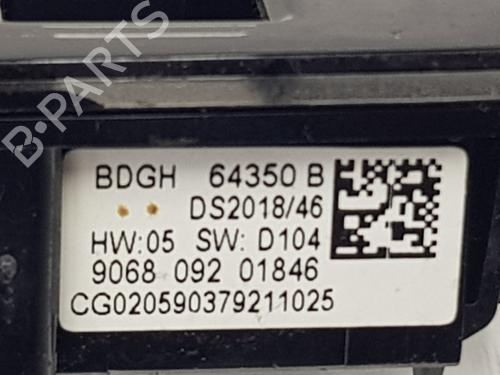 B-PARTS
BDGH 64350 B
DS2018/46
HW:05 SW: D104
9068 092 01846
CG020590379211025